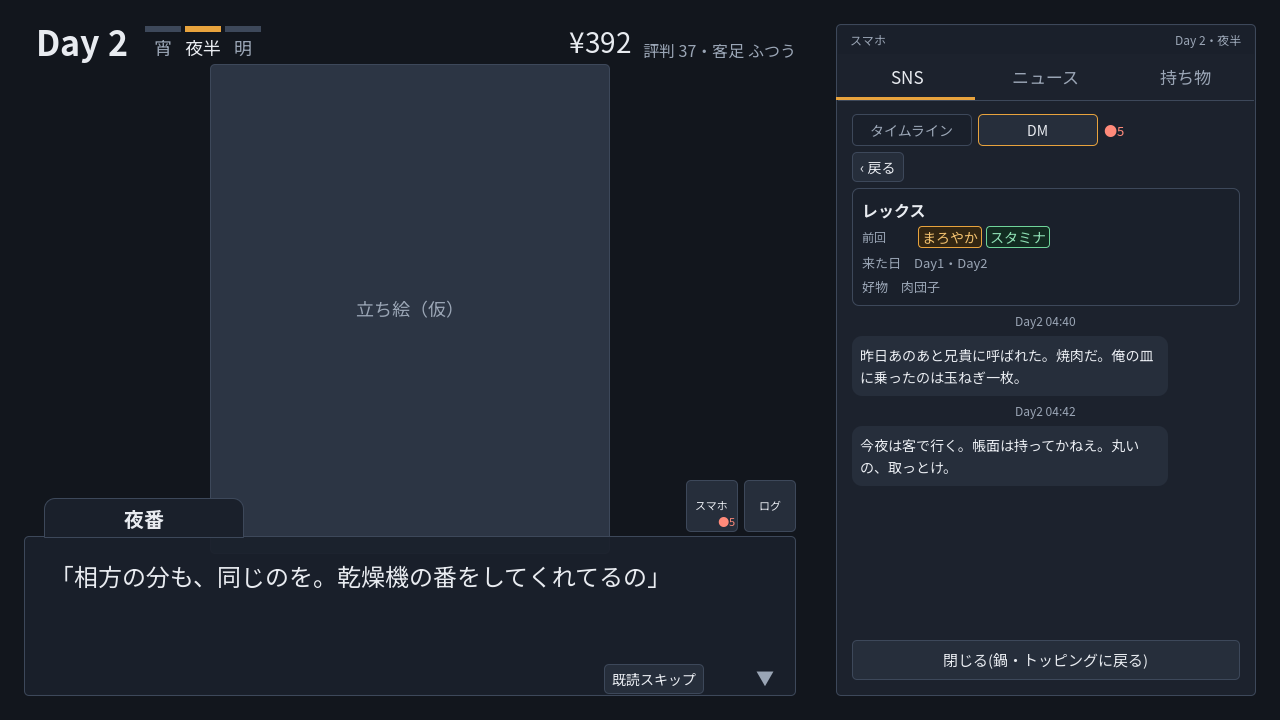 Day 2
宵 夜半 明
¥392 評判 37・客足 ふつう
立ち絵（仮）
スマホ
●5
ログ
夜番
「相方の分も、同じのを。乾燥機の番をしてくれてるの」
既読スキップ
▼
スマホ Day 2・夜半
SNS ニュース 持ち物
タイムライン DM ●5
‹ 戻る
レックス
前回 まろやか スタミナ
来た日 Day1・Day2
好物 肉団子
Day2 04:40
昨日あのあと兄貴に呼ばれた。焼肉だ。俺の皿
に乗ったのは玉ねぎ一枚。
Day2 04:42
今夜は客で行く。帳面は持ってかねえ。丸い
の、取っとけ。
閉じる(鍋・トッピングに戻る)